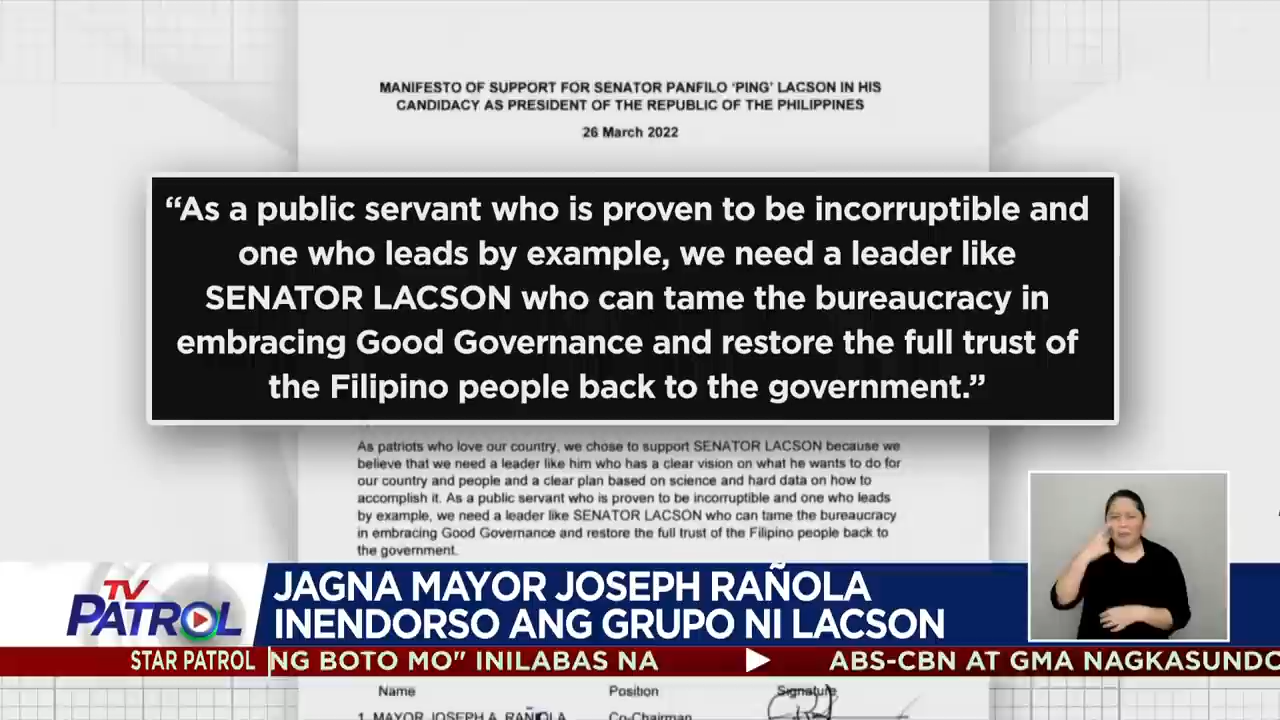 MANIFESTO OF SUPPORT FOR SENATOR PANFILO 'PING' LACSON IN HIS
CANDIDACY AS PRESIDENT OF THE REPUBLIC OF THE PHILIPPINES
26 March 2022
“As a public servant who is proven to be incorruptible and
one who leads by example, we need a leader like
SENATOR LACSON who can tame the bureaucracy in
embracing Good Governance and restore the full trust of
the Filipino people back to the government.”
As patriots who love our country, we chose to support SENATOR LACSON because we
believe that we need a leader like him who has a clear vision on what he wants to do for
our country and people and a clear plan based on science and hard data on how to
accomplish it. As a public servant who is proven to be incorruptible and one who leads
by example, we need a leader like SENATOR LACSON who can tame the bureaucracy
in embracing Good Governance and restore the full trust of the Filipino people back to
the government.
TV
PATROL
JAGNA MAYOR JOSEPH RAÑOLA
INENDORSO ANG GRUPO NI LACSON
STAR PATROL
NG BOTO MO" INILABAS NA
ABS-CBN AT GMA NAGKASUNDO
Name Position Signature
1. MAYOR JOSEPH A. RAÑOLA Co-Chairman